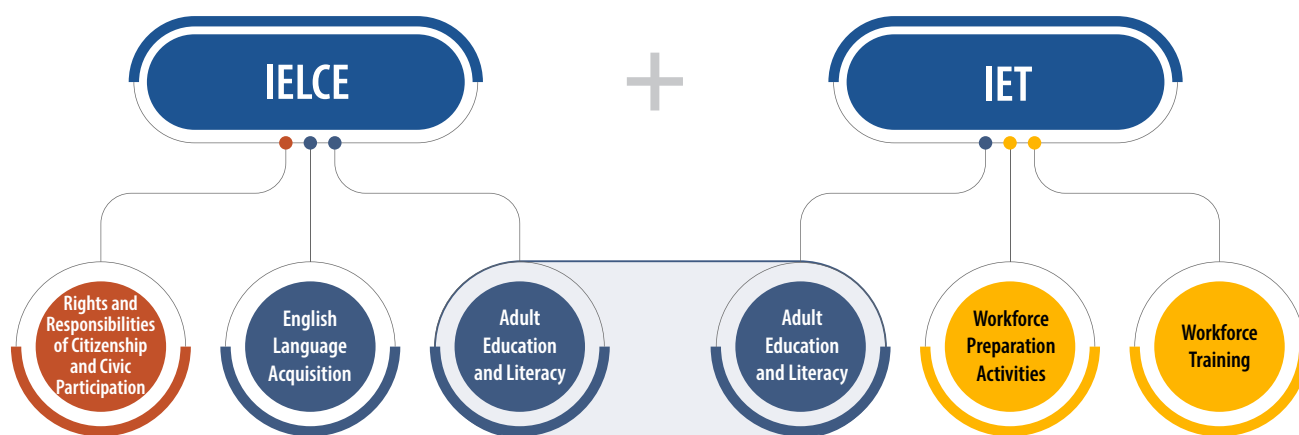 IELCE
+
IET
Rights and
Responsibilities
of Citizenship
and Civic
Participation
English
Language
Acquisition
Adult
Education
and Literacy
Adult
Education
and Literacy
Workforce
Preparation
Activities
Workforce
Training